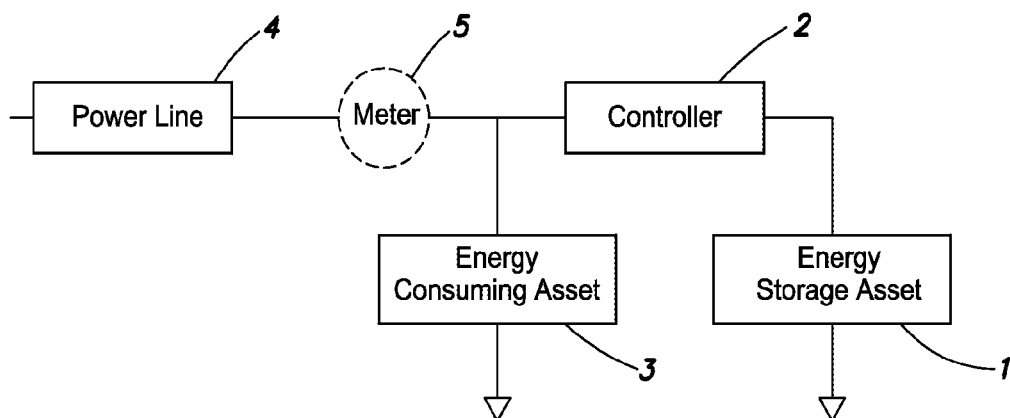 4
5
2
Power Line
Meter
Controller
Energy
Consuming Asset
Energy
Storage Asset
3
1